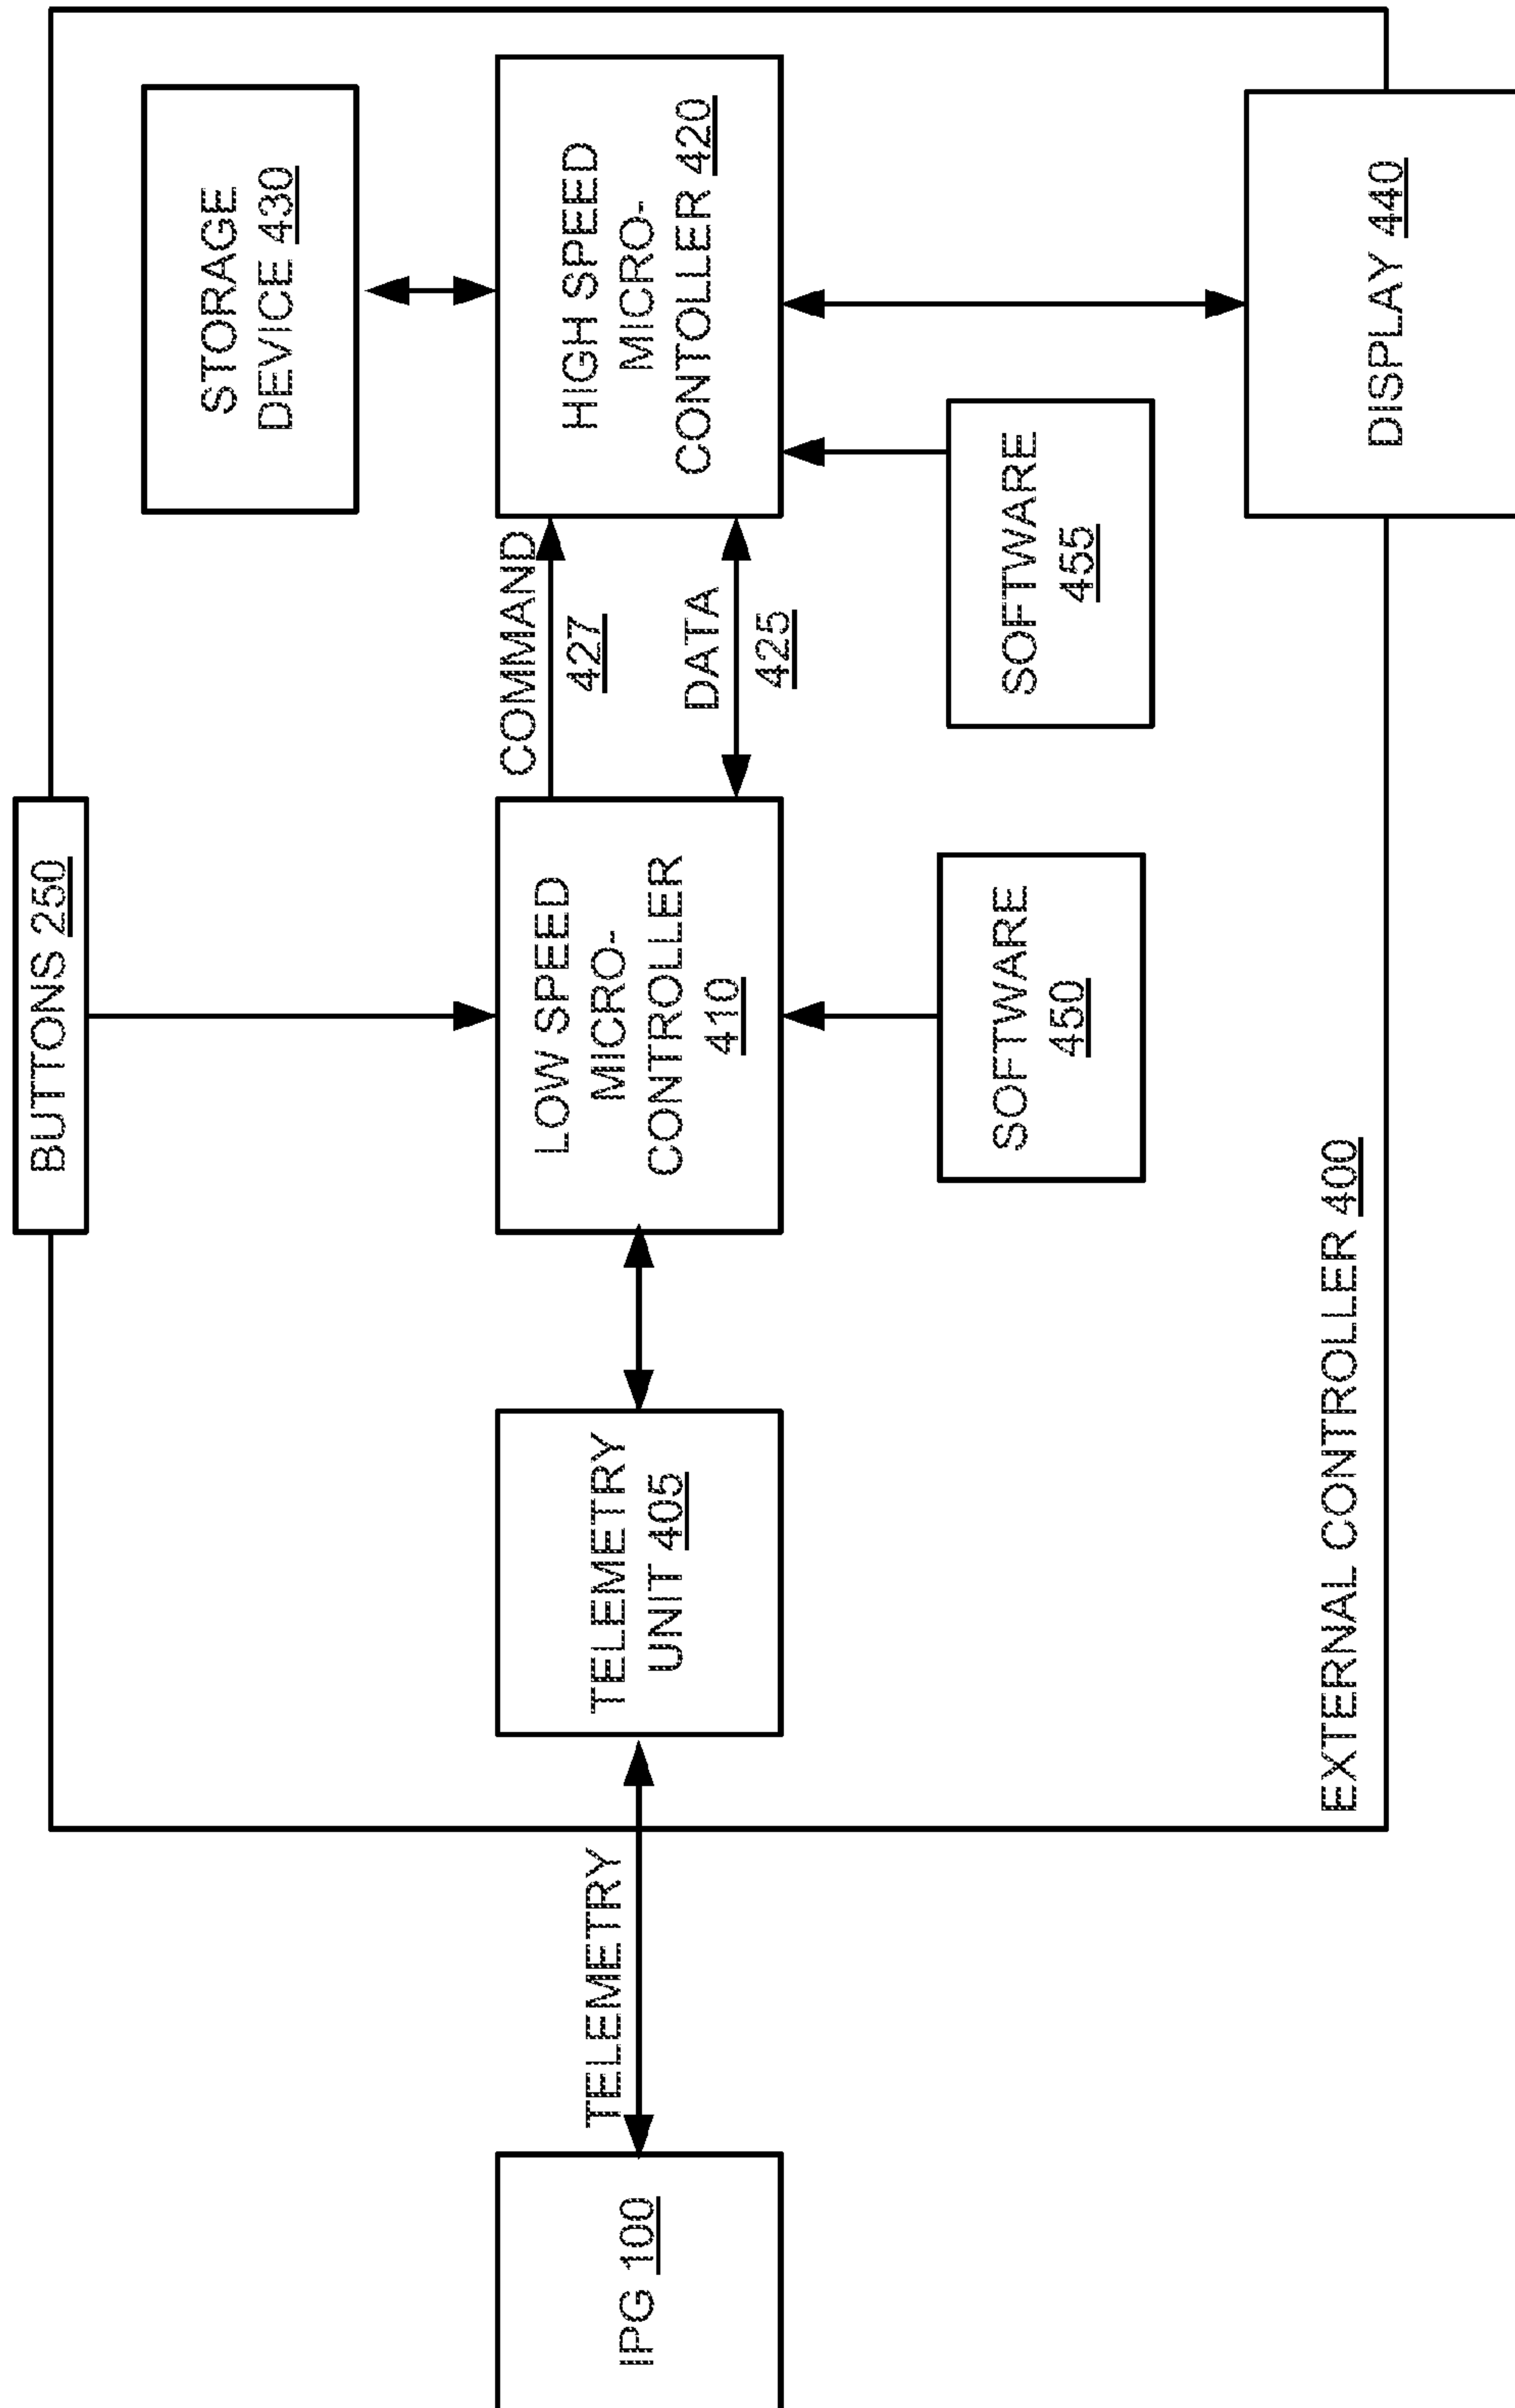 BUTTONS 250
STORAGE
DEVICE 430
IPG 100
TELEMETRY
TELEMETRY
UNIT 405
LOW SPEED
MICRO-
CONTROLLER
410
COMMAND
427
DATA
425
HIGH SPEED
MICRO-
CONTOLLER 420
SOFTWARE
450
SOFTWARE
455
EXTERNAL CONTROLLER 400
DISPLAY 440